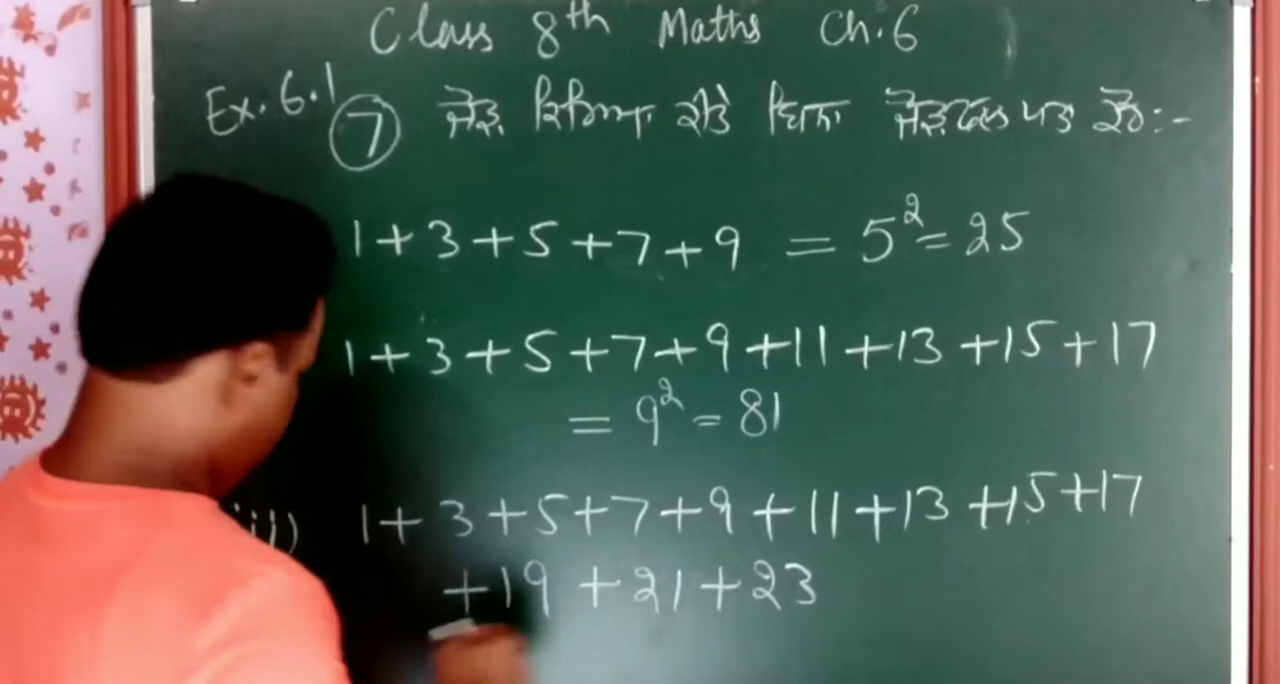 Class 8th Maths Ch.6
Ex. 6.1 ⑦ ਜੋੜ ਕਿਰਿਆ ਤੋਂ ਬਿਨਾ ਜੋੜਫਲ ਪਤਾ ਕਰੋ:-
1+3+5+7+9 = 5²= 25
1+3+5+7+9+11+13+15+17
= 9² = 81
iii) 1+3+5+7+9+11+13+15+17
+19+21+23